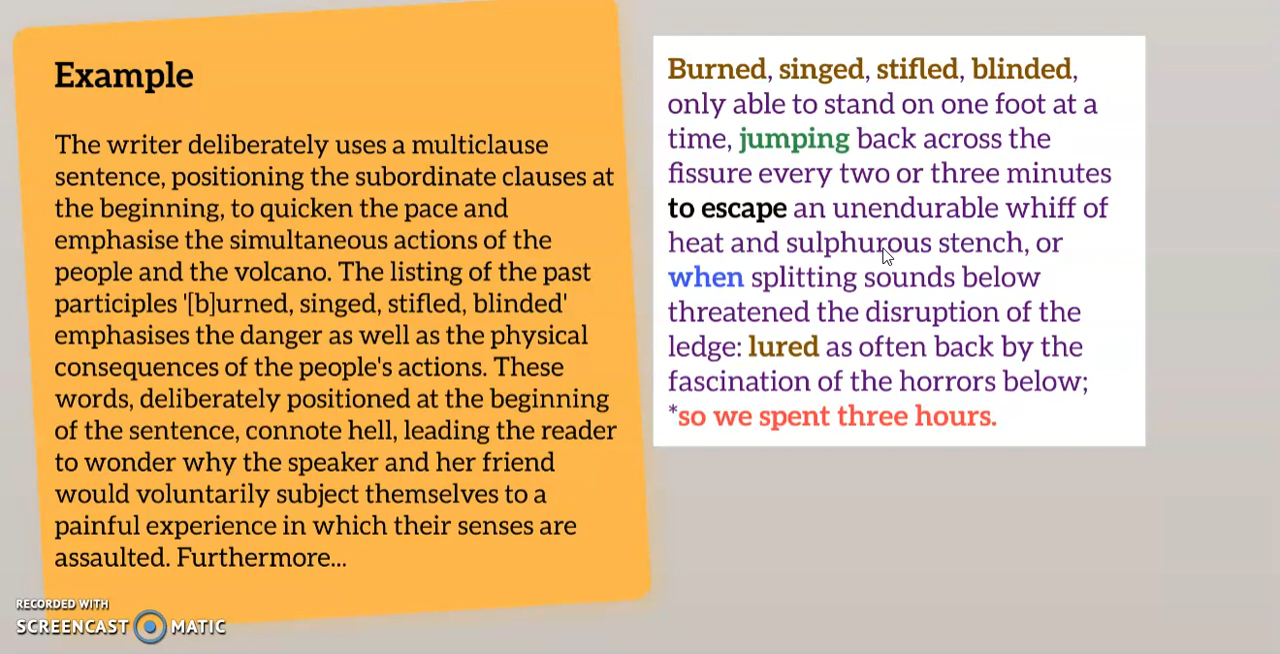 Example
The writer deliberately uses a multiclause
sentence, positioning the subordinate clauses at
the beginning, to quicken the pace and
emphasise the simultaneous actions of the
people and the volcano. The listing of the past
participles '[b]urned, singed, stifled, blinded'
emphasises the danger as well as the physical
consequences of the people's actions. These
words, deliberately positioned at the beginning
of the sentence, connote hell, leading the reader
to wonder why the speaker and her friend
would voluntarily subject themselves to a
painful experience in which their senses are
assaulted. Furthermore...
Burned, singed, stifled, blinded,
only able to stand on one foot at a
time, jumping back across the
fissure every two or three minutes
to escape an unendurable whiff of
heat and sulphurous stench, or
when splitting sounds below
threatened the disruption of the
ledge: lured as often back by the
fascination of the horrors below;
*so we spent three hours.
RECORDED WITH
SCREENCAST MATIC